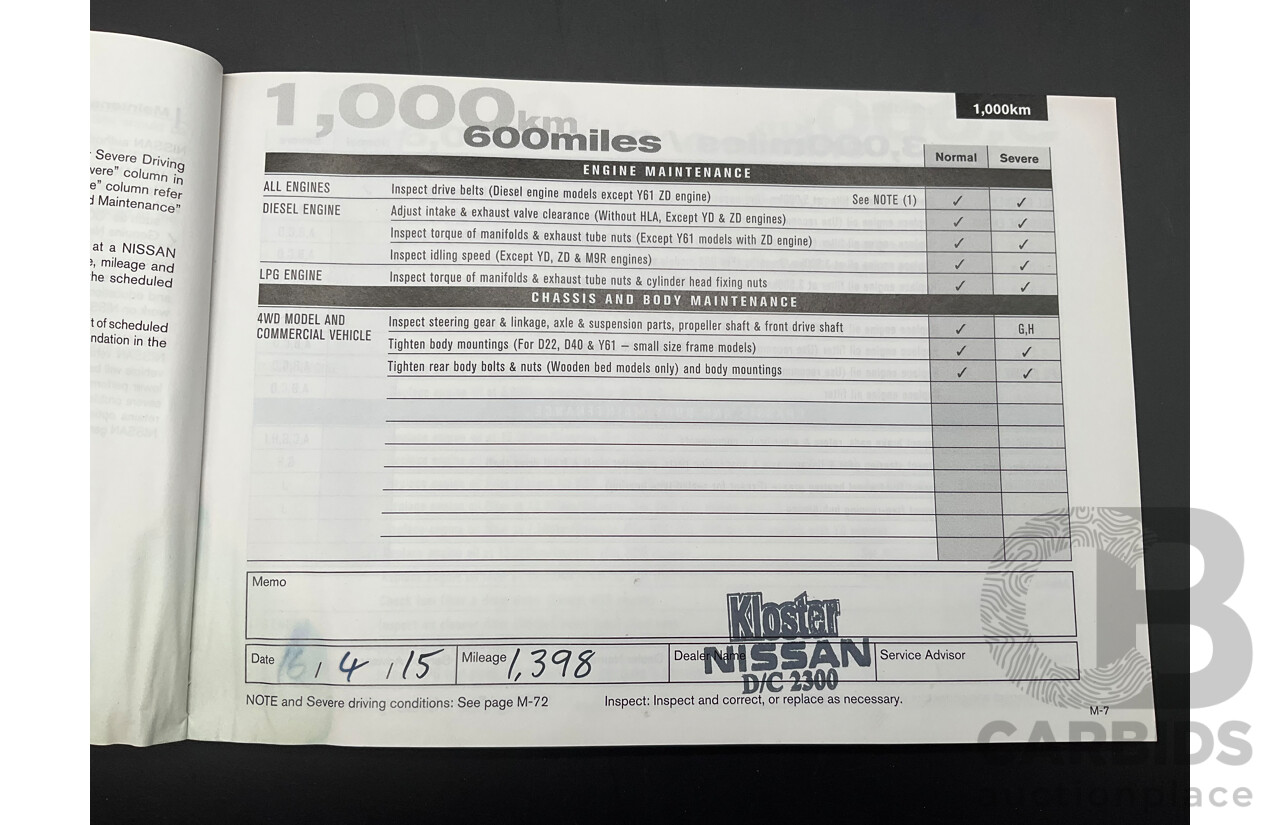 Severe Driving
vere" column in
e" column refer
d Maintenance"
at a NISSAN
e, mileage and
he scheduled
t of scheduled
ndation in the
1,000km
1,000km
600miles
Normal Severe
ENGINE MAINTENANCE
ALL ENGINES Inspect drive belts (Diesel engine models except Y61 ZD engine) See NOTE (1) ✓ ✓
DIESEL ENGINE Adjust intake & exhaust valve clearance (Without HLA, Except YD & ZD engines) ✓ ✓
Inspect torque of manifolds & exhaust tube nuts (Except Y61 models with ZD engine) ✓ ✓
Inspect idling speed (Except YD, ZD & M9R engines) ✓ ✓
LPG ENGINE Inspect torque of manifolds & exhaust tube nuts & cylinder head fixing nuts ✓ ✓
CHASSIS AND BODY MAINTENANCE
4WD MODEL AND Inspect steering gear & linkage, axle & suspension parts, propeller shaft & front drive shaft ✓ G,H
COMMERCIAL VEHICLE Tighten body mountings (For D22, D40 & Y61 – small size frame models) ✓ ✓
Tighten rear body bolts & nuts (Wooden bed models only) and body mountings ✓ ✓
Memo
Kloster
Date 16 / 4 / 15 Mileage 1,398 Dealer Name NISSAN Service Advisor
D/C 2300
NOTE and Severe driving conditions: See page M-72 Inspect: Inspect and correct, or replace as necessary.
M-7
CB
CARBIDS
auctionplace